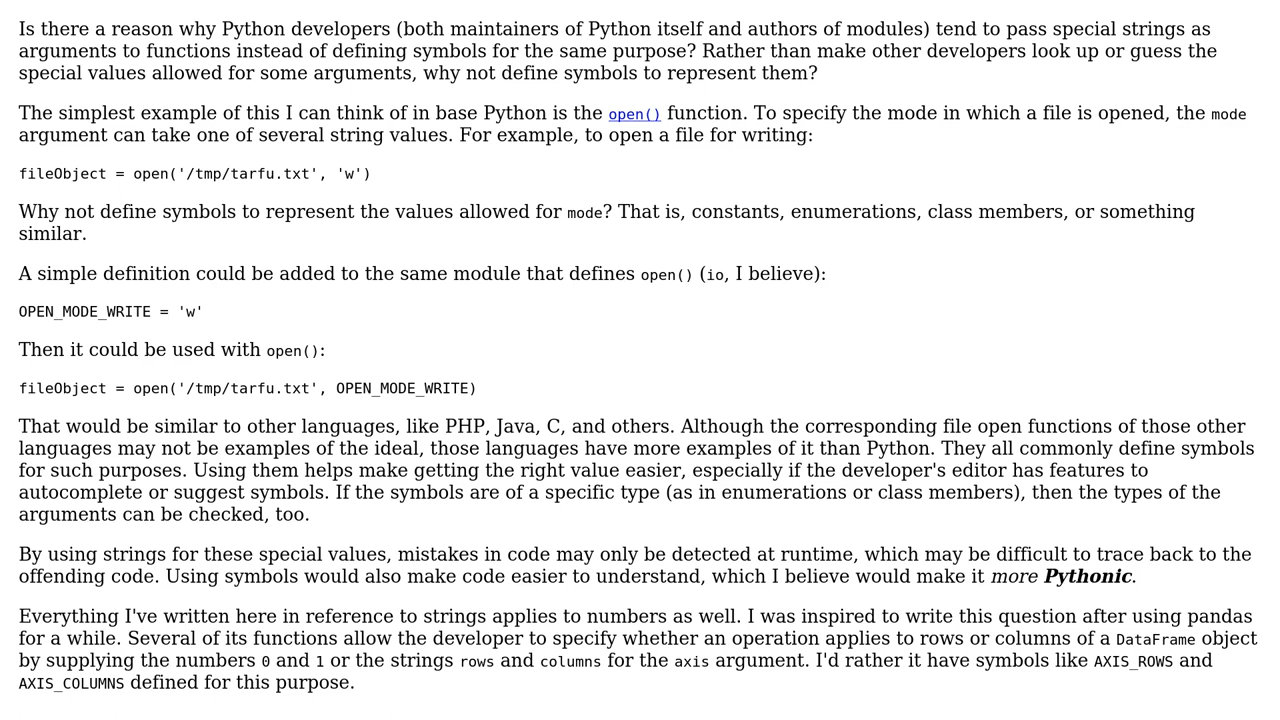 Is there a reason why Python developers (both maintainers of Python itself and authors of modules) tend to pass special strings as
arguments to functions instead of defining symbols for the same purpose? Rather than make other developers look up or guess the
special values allowed for some arguments, why not define symbols to represent them?
The simplest example of this I can think of in base Python is the open() function. To specify the mode in which a file is opened, the mode
argument can take one of several string values. For example, to open a file for writing:
fileObject = open('/tmp/tarfu.txt', 'w')
Why not define symbols to represent the values allowed for mode? That is, constants, enumerations, class members, or something
similar.
A simple definition could be added to the same module that defines open() (io, I believe):
OPEN_MODE_WRITE = 'w'
Then it could be used with open():
fileObject = open('/tmp/tarfu.txt', OPEN_MODE_WRITE)
That would be similar to other languages, like PHP, Java, C, and others. Although the corresponding file open functions of those other
languages may not be examples of the ideal, those languages have more examples of it than Python. They all commonly define symbols
for such purposes. Using them helps make getting the right value easier, especially if the developer's editor has features to
autocomplete or suggest symbols. If the symbols are of a specific type (as in enumerations or class members), then the types of the
arguments can be checked, too.
By using strings for these special values, mistakes in code may only be detected at runtime, which may be difficult to trace back to the
offending code. Using symbols would also make code easier to understand, which I believe would make it more Pythonic.
Everything I've written here in reference to strings applies to numbers as well. I was inspired to write this question after using pandas
for a while. Several of its functions allow the developer to specify whether an operation applies to rows or columns of a DataFrame object
by supplying the numbers 0 and 1 or the strings rows and columns for the axis argument. I'd rather it have symbols like AXIS_ROWS and
AXIS_COLUMNS defined for this purpose.